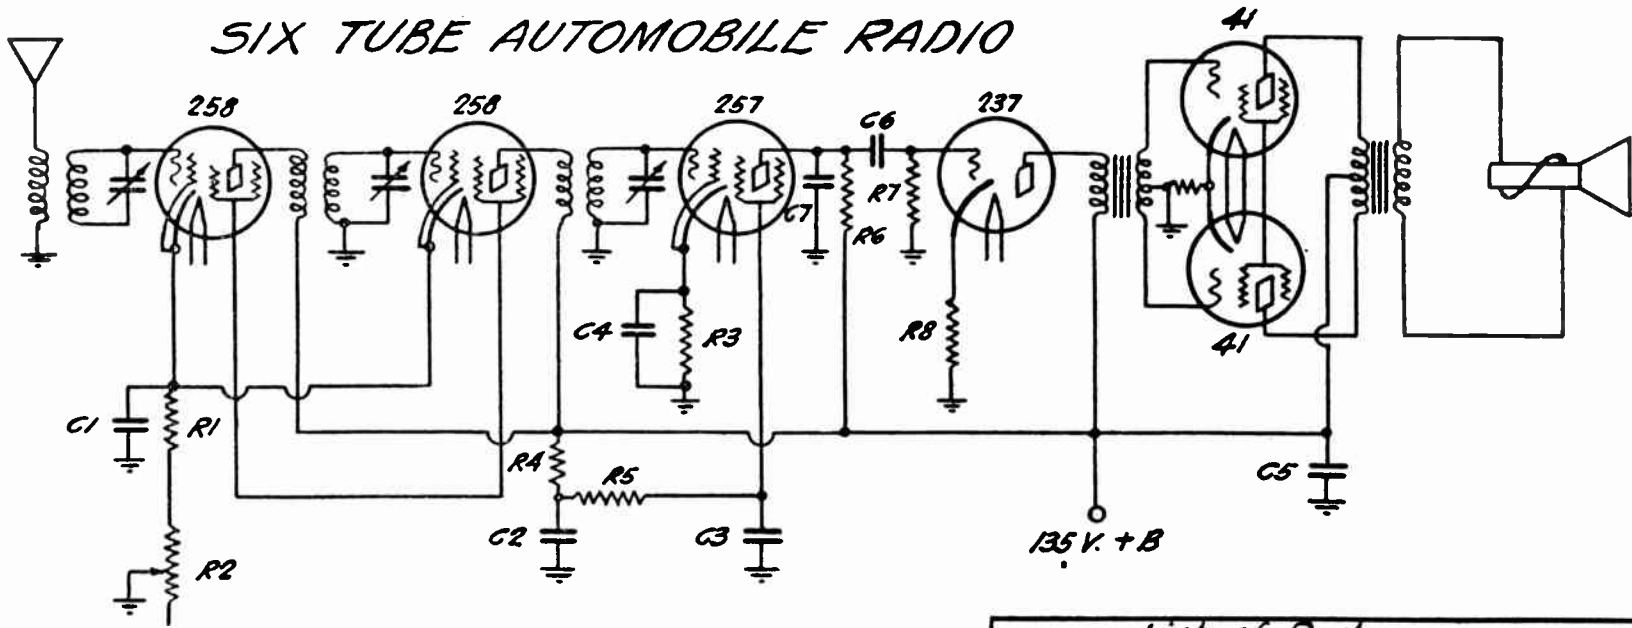 SIX TUBE AUTOMOBILE RADIO
41
258
258
257
237
C6
C7
R6
R7
C4
R3
R8
41
C1
R1
R4
R5
C5
C2
C3
135 V. + B
R2